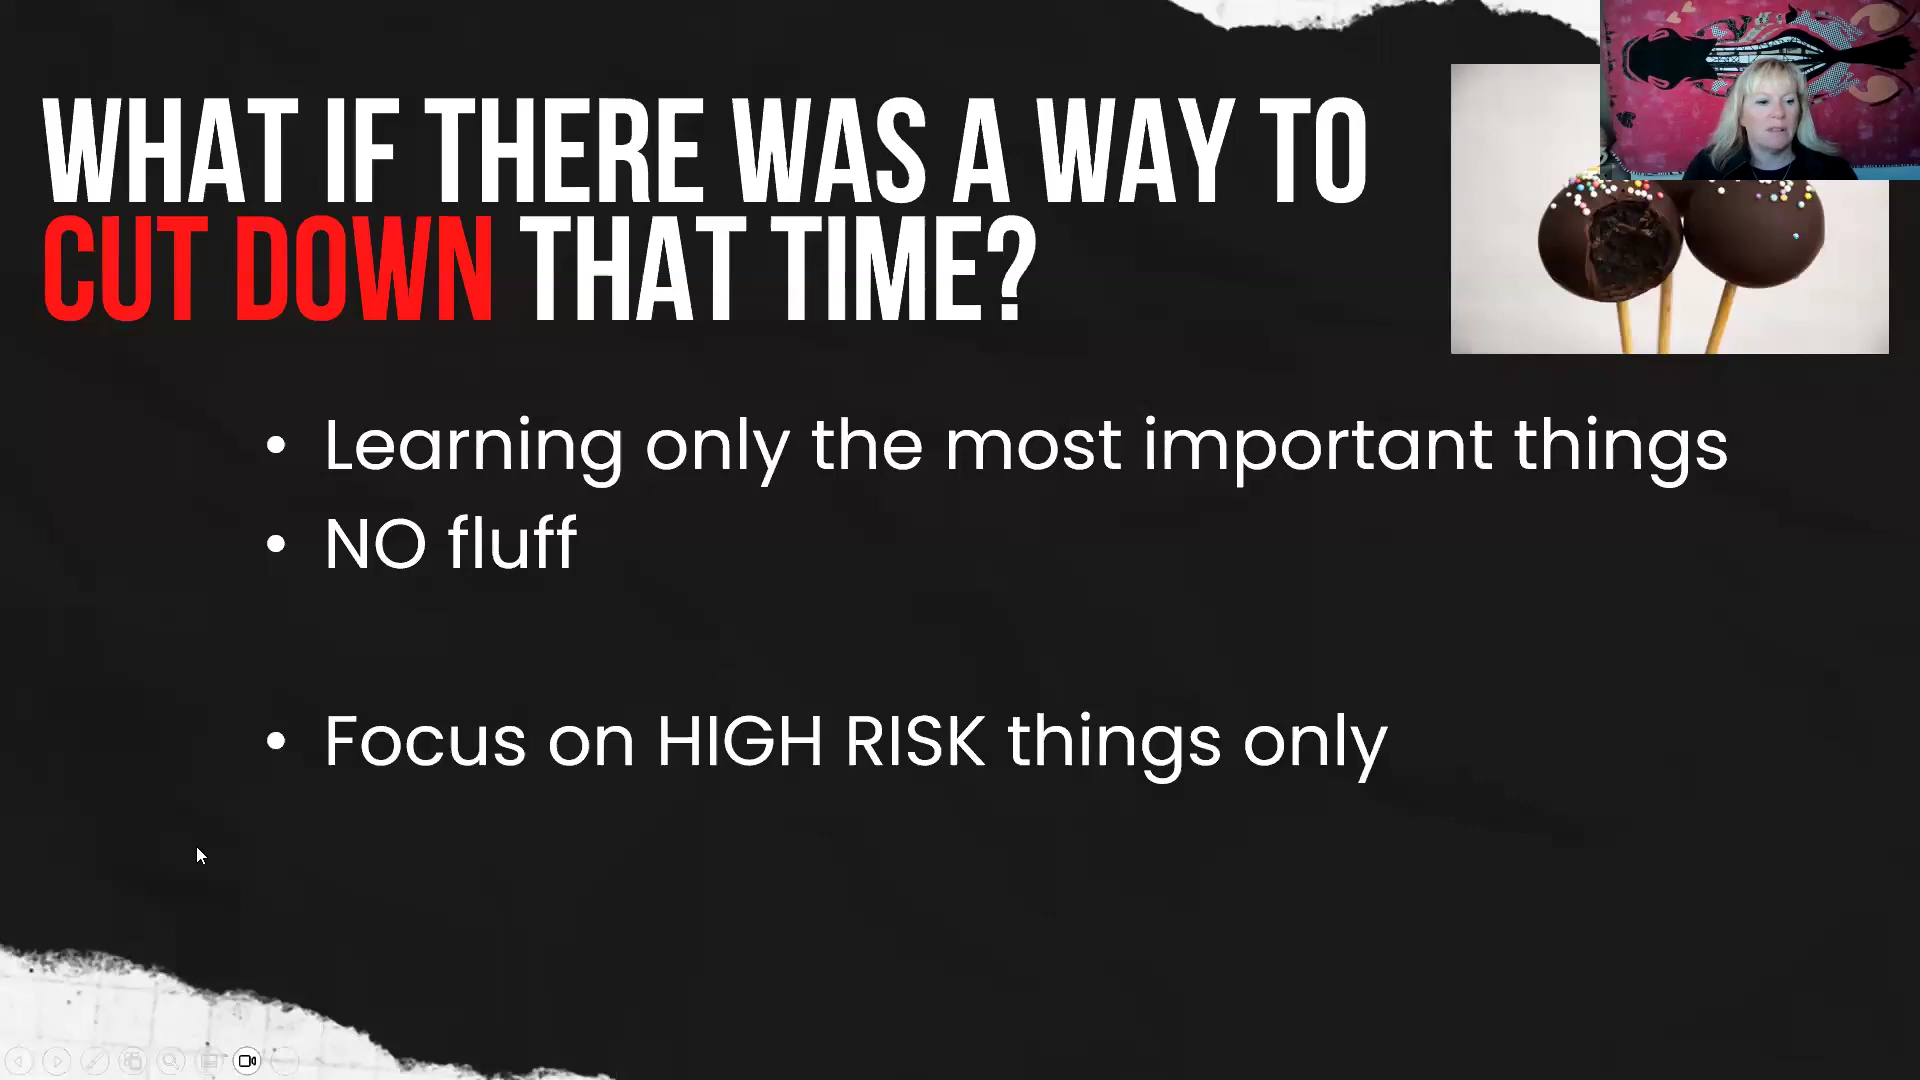 WHAT IF THERE WAS A WAY TO
CUT DOWN THAT TIME?
• Learning only the most important things
• NO fluff
• Focus on HIGH RISK things only